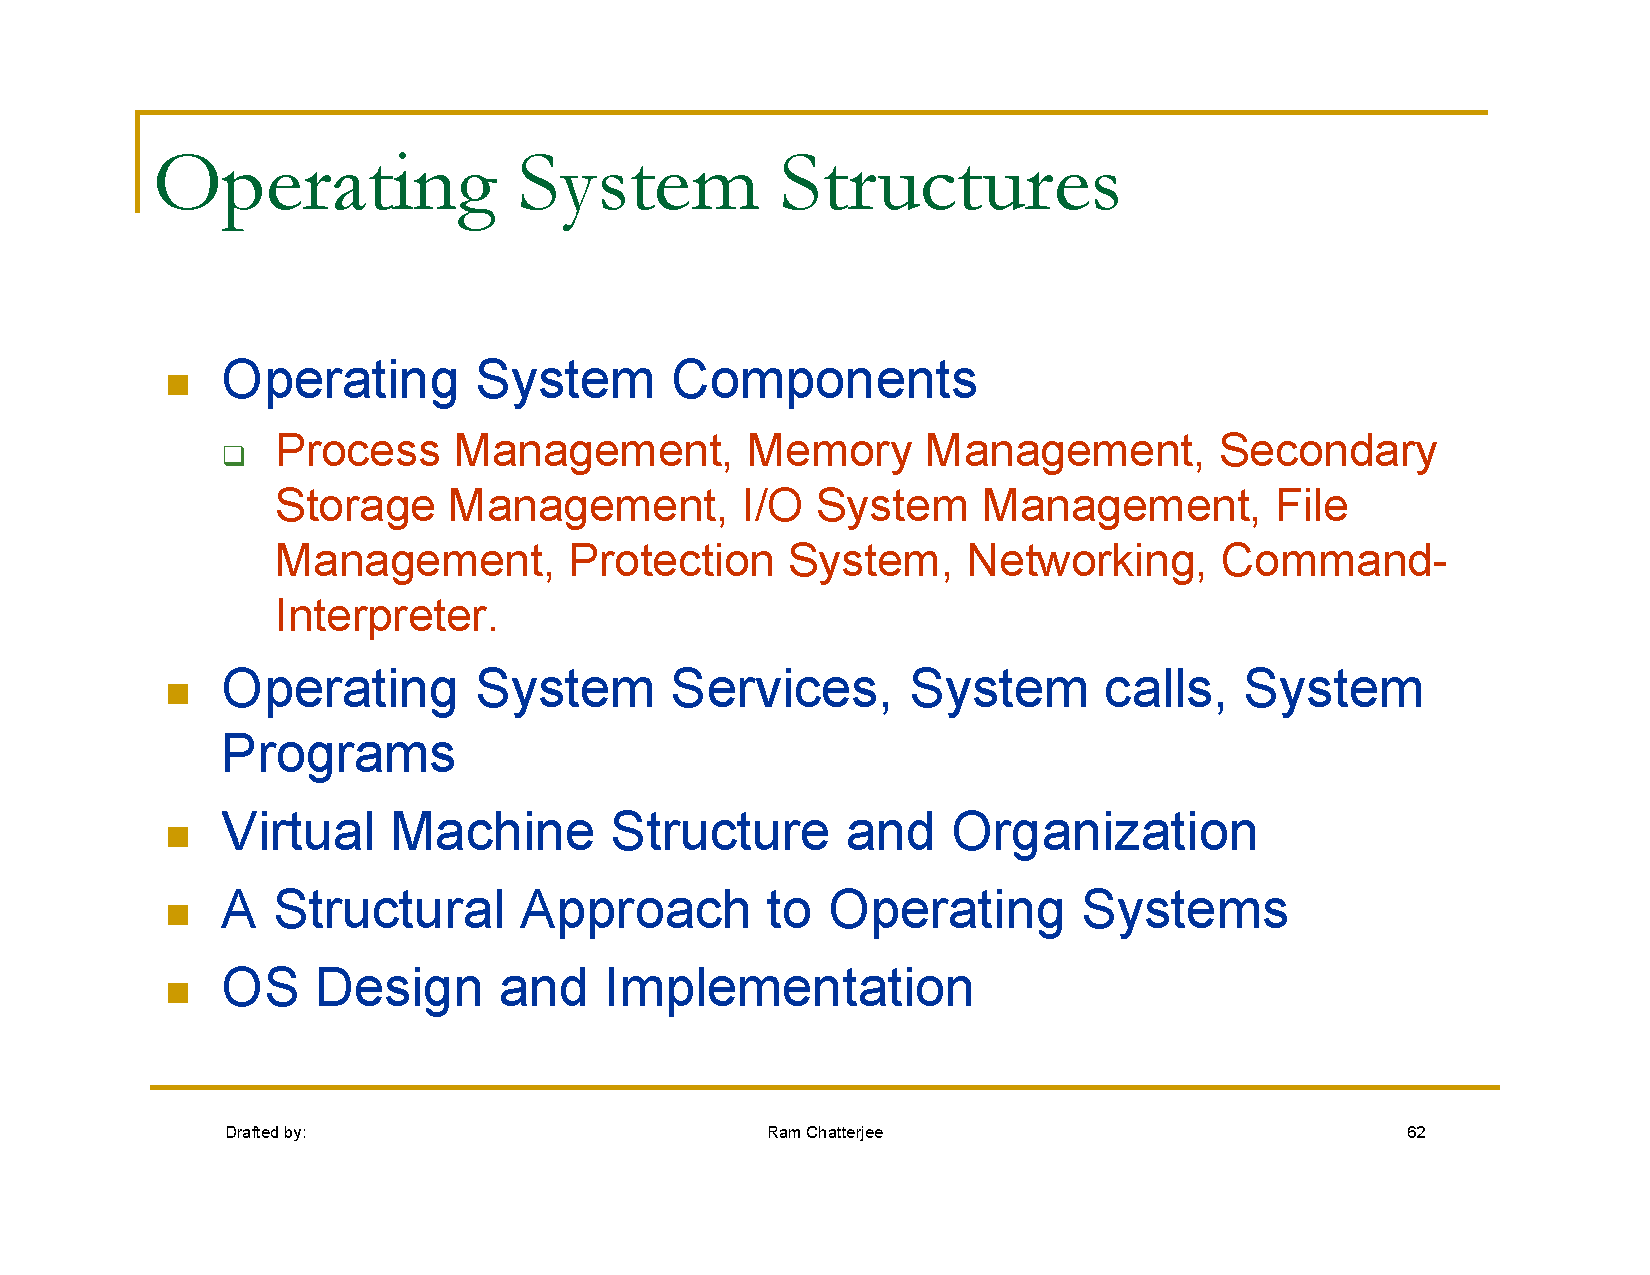 Operating System Structures
Operating System Components
Process Management, Memory Management, Secondary
Storage Management, I/O System Management, File
Management, Protection System, Networking, Command-
Interpreter.
Operating System Services, System calls, System
Programs
Virtual Machine Structure and Organization
A Structural Approach to Operating Systems
OS Design and Implementation
Drafted by: Ram Chatterjee 62